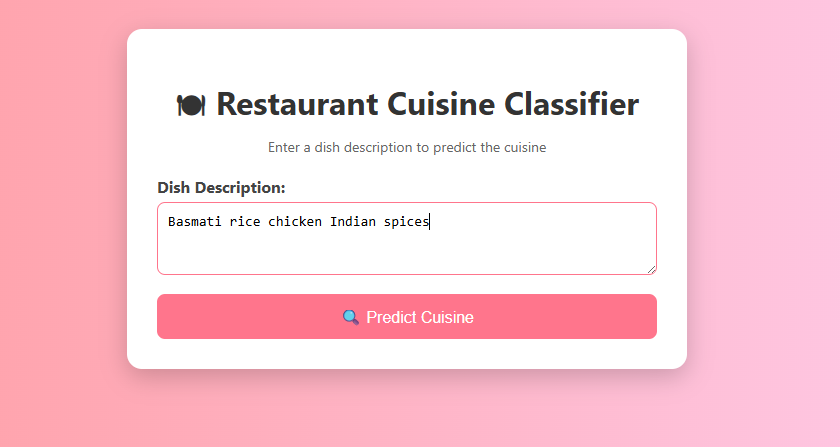 🍽 Restaurant Cuisine Classifier
Enter a dish description to predict the cuisine
Dish Description:
Basmati rice chicken Indian spices
🔍 Predict Cuisine